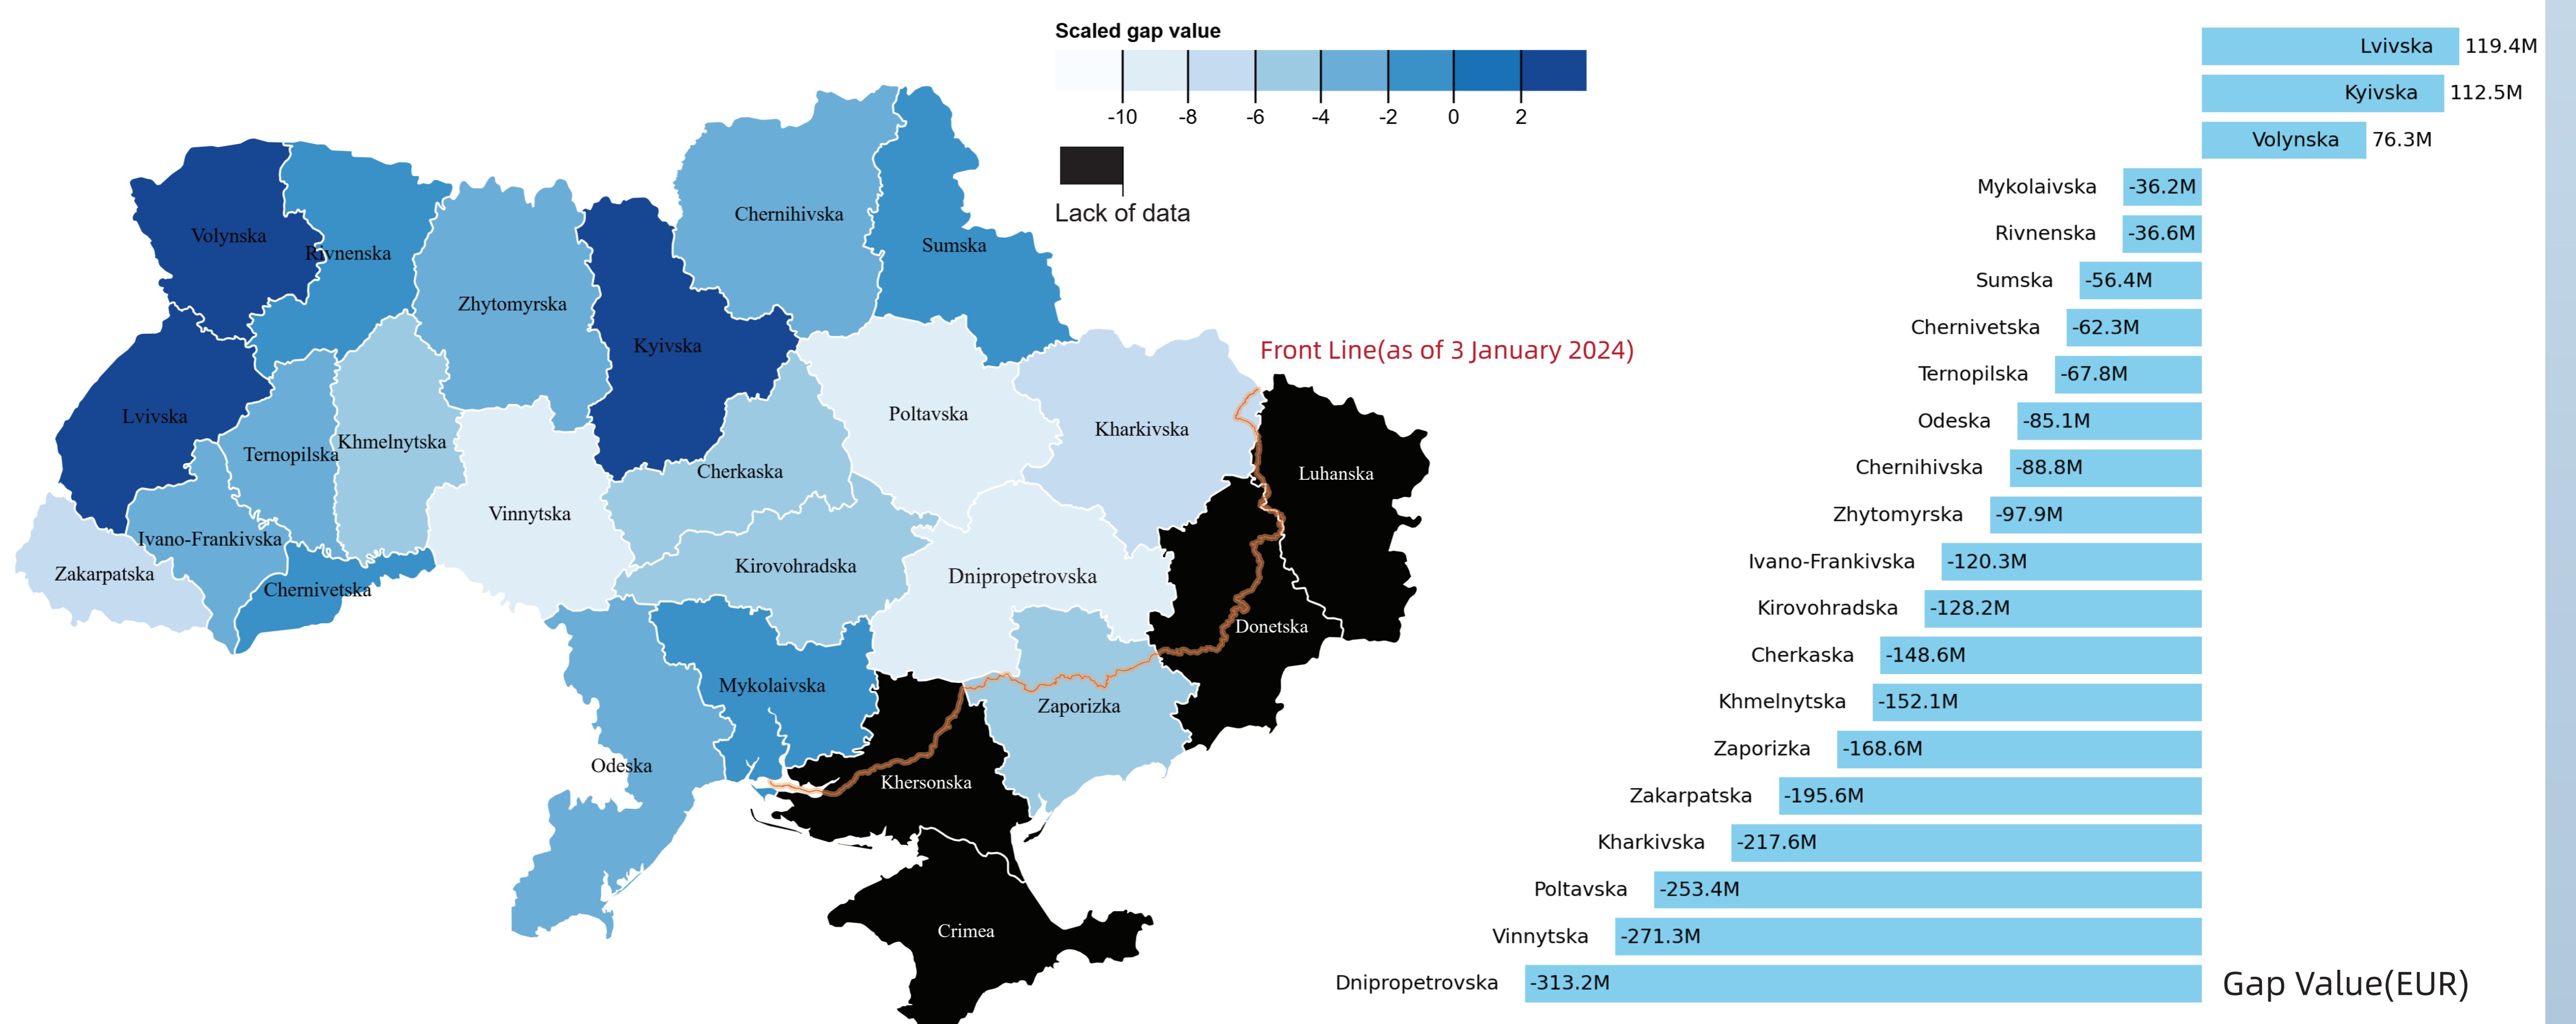 Scaled gap value
-10
-8
-6
-4
-2
0
2
Lack of data
Front Line(as of 3 January 2024)
Volynska
Rivnenska
Zhytomyrska
Kyivska
Chernihivska
Sumska
Lvivska
Ternopilska
Khmelnytska
Vinnytska
Cherkaska
Poltavska
Kharkivska
Luhanska
Zakarpatska
Ivano-Frankivska
Chernivetska
Kirovohradska
Dnipropetrovska
Donetska
Odeska
Mykolaivska
Zaporizka
Khersonska
Crimea
Lvivska 119.4M
Kyivska 112.5M
Volynska 76.3M
Mykolaivska -36.2M
Rivnenska -36.6M
Sumska -56.4M
Chernivetska -62.3M
Ternopilska -67.8M
Odeska -85.1M
Chernihivska -88.8M
Zhytomyrska -97.9M
Ivano-Frankivska -120.3M
Kirovohradska -128.2M
Cherkaska -148.6M
Khmelnytska -152.1M
Zaporizka -168.6M
Zakarpatska -195.6M
Kharkivska -217.6M
Poltavska -253.4M
Vinnytska -271.3M
Dnipropetrovska -313.2M
Gap Value(EUR)